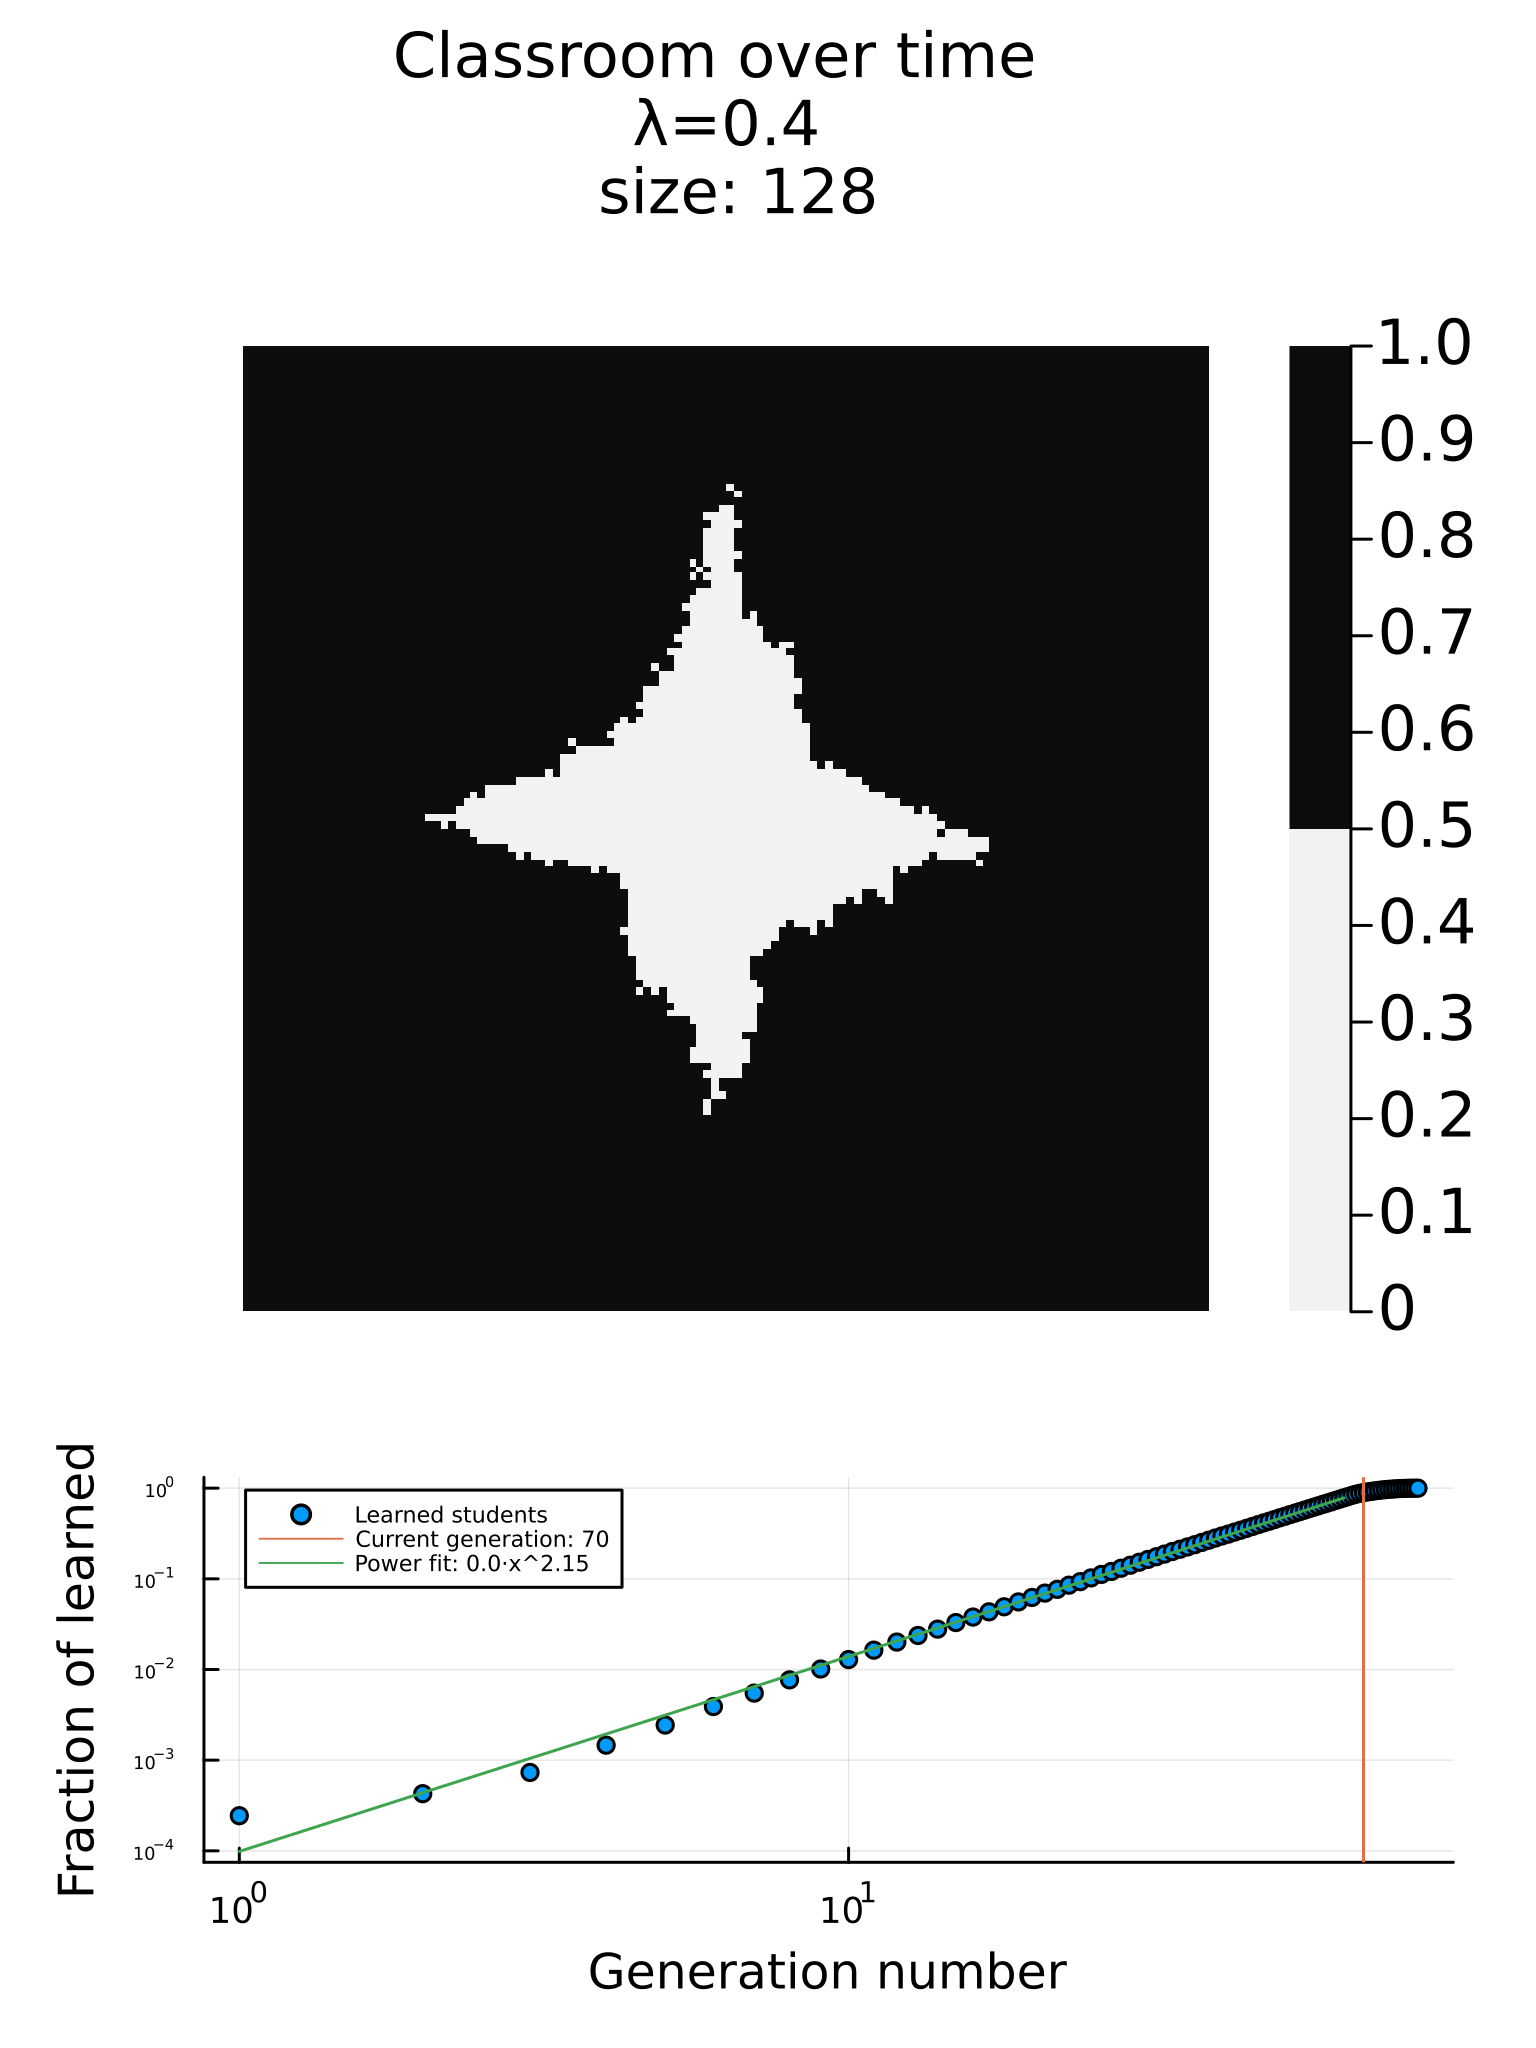 Classroom over time
λ=0.4
size: 128
1.0
0.9
0.8
0.7
0.6
0.5
0.4
0.3
0.2
0.1
0
Fraction of learned
10^0
10^-1
10^-2
10^-3
10^-4
Learned students
Current generation: 70
Power fit: 0.0·x^2.15
10^0
10^1
Generation number